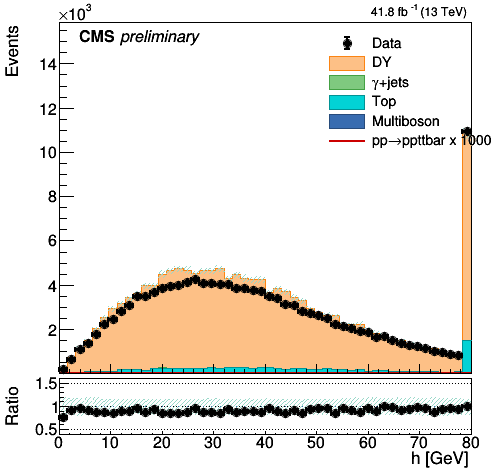 ×10³
41.8 fb⁻¹ (13 TeV)
CMS preliminary
Events
14
12
10
8
6
4
2
Data
DY
γ+jets
Top
Multiboson
pp→ppttbar x 1000
Ratio
1.5
1
0.5
0 10 20 30 40 50 60 70 80
h [GeV]